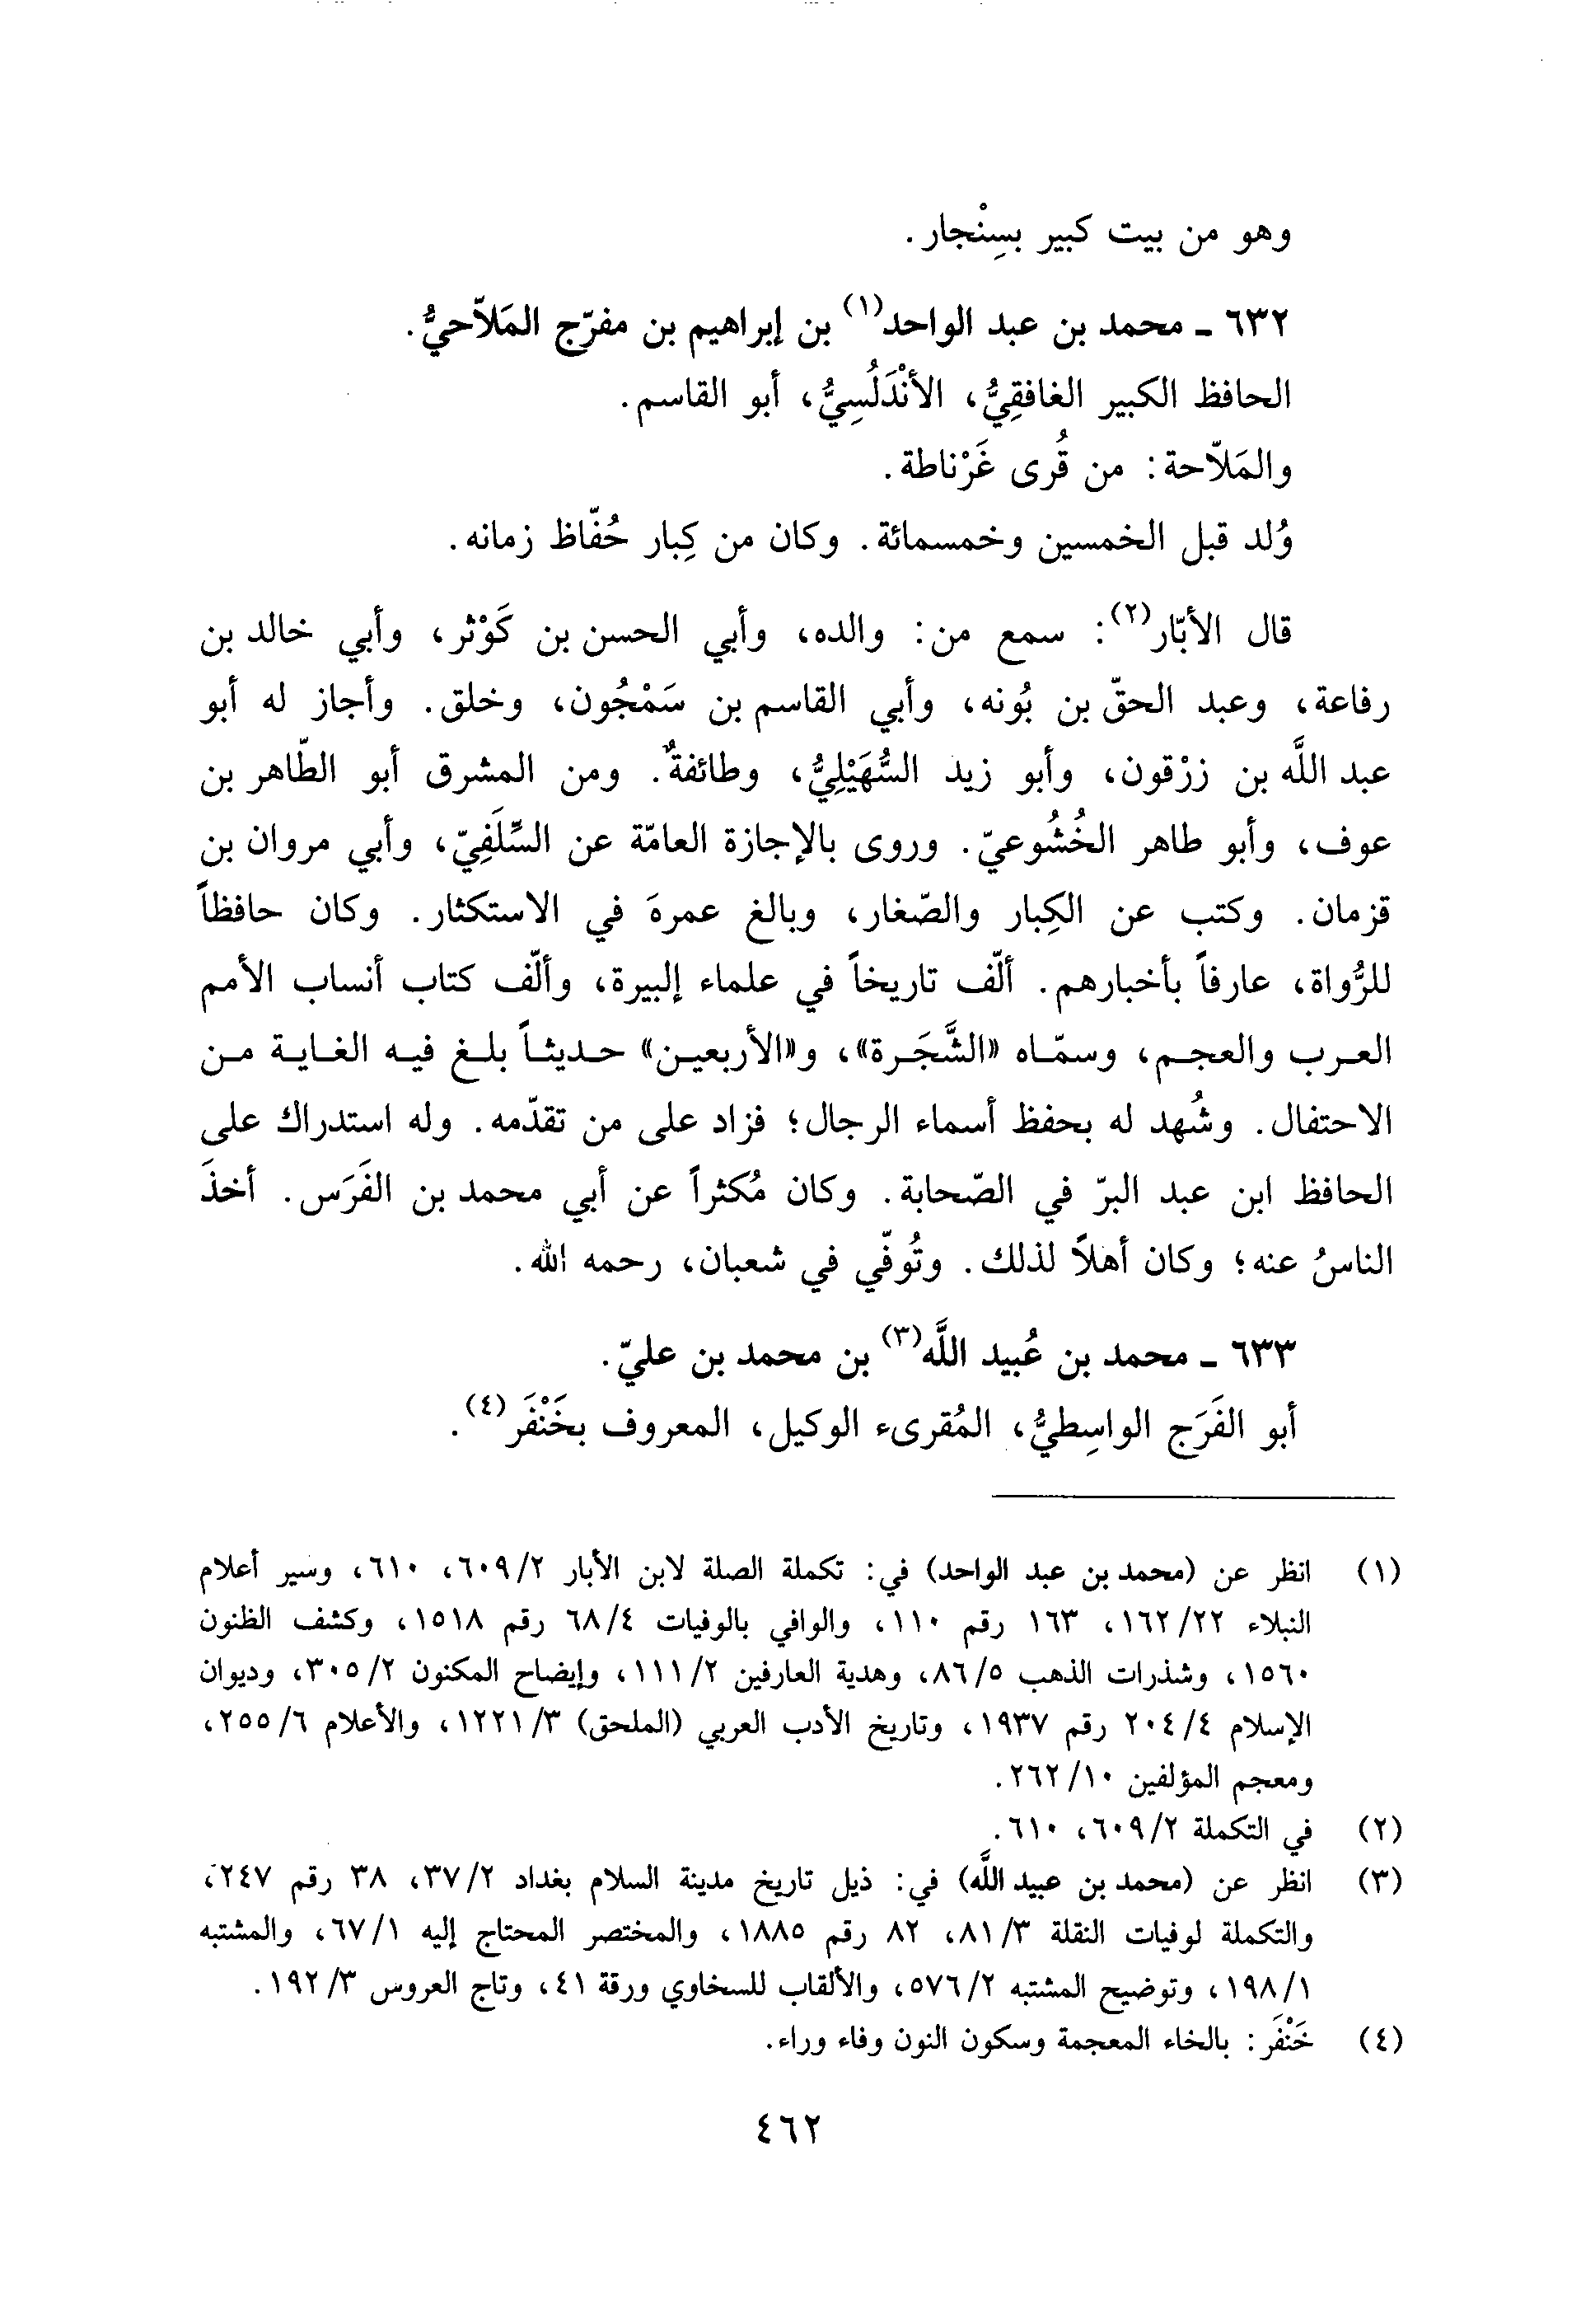 وهو من بيت كبير بسِنْجار.
٦٣٢ ـ محمد بن عبد الواحد(١) بن إبراهيم بن مفرّج المَلاّحيُّ.
الحافظ الكبير الغافقِيُّ، الأنْدَلُسِيُّ، أبو القاسم.
والمَلاّحة: من قُرى غَرْناطة.
وُلد قبل الخمسين وخمسمائة. وكان من كِبار حُفّاظ زمانه.
قال الأبّار(٢): سمع من: والده، وأبي الحسن بن كَوْثر، وأبي خالد بن
رفاعة، وعبد الحقّ بن بُونه، وأبي القاسم بن سَمْجُون، وخلق. وأجاز له أبو
عبد اللَّه بن زرْقون، وأبو زيد السُّهَيْلِيُّ، وطائفةٌ. ومن المشرق أبو الطّاهر بن
عوف، وأبو طاهر الخُشُوعيّ. وروى بالإجازة العامّة عن السِّلَفِيّ، وأبي مروان بن
قزمان. وكتب عن الكِبار والصّغار، وبالغ عمرهَ في الاستكثار. وكان حافظاً
للرُّواة، عارفاً بأخبارهم. ألّف تاريخاً في علماء إلبيرة، وألّف كتاب أنساب الأمم
العرب والعجم، وسمّاه «الشَّجَرة»، و«الأربعين» حديثاً بلغ فيه الغاية من
الاحتفال. وشُهد له بحفظ أسماء الرجال؛ فزاد على من تقدّمه. وله استدراك على
الحافظ ابن عبد البرّ في الصّحابة. وكان مُكثراً عن أبي محمد بن الفَرَس. أخذَ
الناسُ عنه؛ وكان أهلاً لذلك. وتُوفّي في شعبان، رحمه الله.
٦٣٣ ـ محمد بن عُبيد اللَّه(٣) بن محمد بن عليّ.
أبو الفَرَج الواسِطيُّ، المُقرىء الوكيل، المعروف بخَنْفَر(٤).
(١) انظر عن (محمد بن عبد الواحد) في: تكملة الصلة لابن الأبار ٦٠٩/٢، ٦١٠، وسير أعلام
النبلاء ١٦٢/٢٢، ١٦٣ رقم ١١٠، والوافي بالوفيات ٦٨/٤ رقم ١٥١٨، وكشف الظنون
١٥٦٠، وشذرات الذهب ٨٦/٥، وهدية العارفين ١١١/٢، وإيضاح المكنون ٣٠٥/٢، وديوان
الإسلام ٢٠٤/٤ رقم ١٩٣٧، وتاريخ الأدب العربي (الملحق) ١٢٢١/٣، والأعلام ٢٥٥/٦،
ومعجم المؤلفين ٢٦٢/١٠.
(٢) في التكملة ٦٠٩/٢، ٦١٠.
(٣) انظر عن (محمد بن عبيد اللَّه) في: ذيل تاريخ مدينة السلام بغداد ٣٧/٢، ٣٨ رقم ٢٤٧،
والتكملة لوفيات النقلة ٨١/٣، ٨٢ رقم ١٨٨٥، والمختصر المحتاج إليه ٦٧/١، والمشتبه
١٩٨/١، وتوضيح المشتبه ٥٧٦/٢، والألقاب للسخاوي ورقة ٤١، وتاج العروس ١٩٢/٣.
(٤) خَنْفَر: بالخاء المعجمة وسكون النون وفاء وراء.
٤٦٢